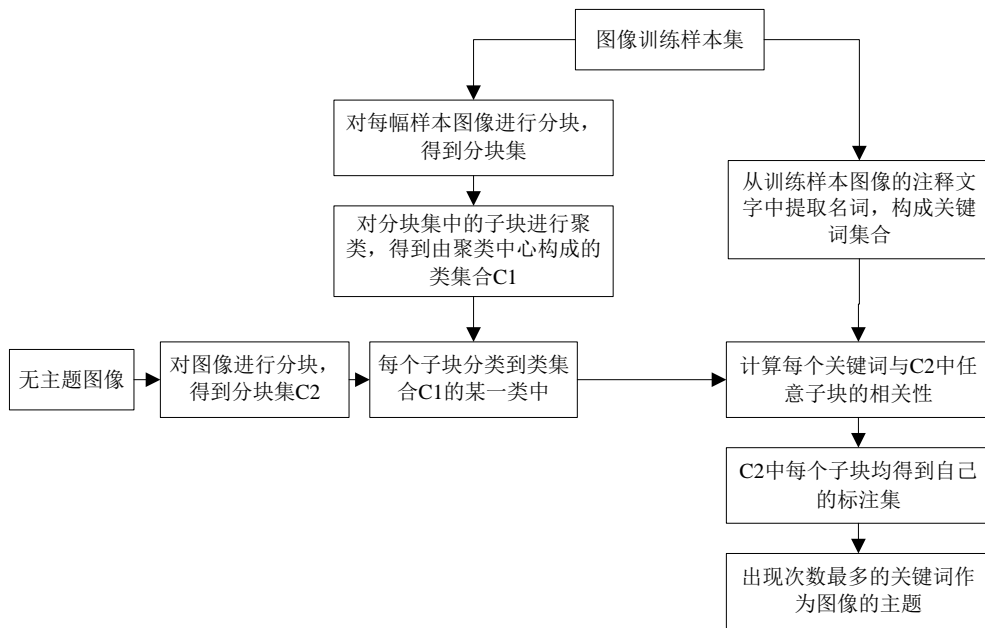 图像训练样本集
对每幅样本图像进行分块，
得到分块集
从训练样本图像的注释文
字中提取名词，构成关键
词集合
对分块集中的子块进行聚
类，得到由聚类中心构成的
类集合C1
无主题图像
对图像进行分块，
得到分块集C2
每个子块分类到类集
合C1的某一类中
计算每个关键词与C2中任
意子块的相关性
C2中每个子块均得到自己
的标注集
出现次数最多的关键词作
为图像的主题